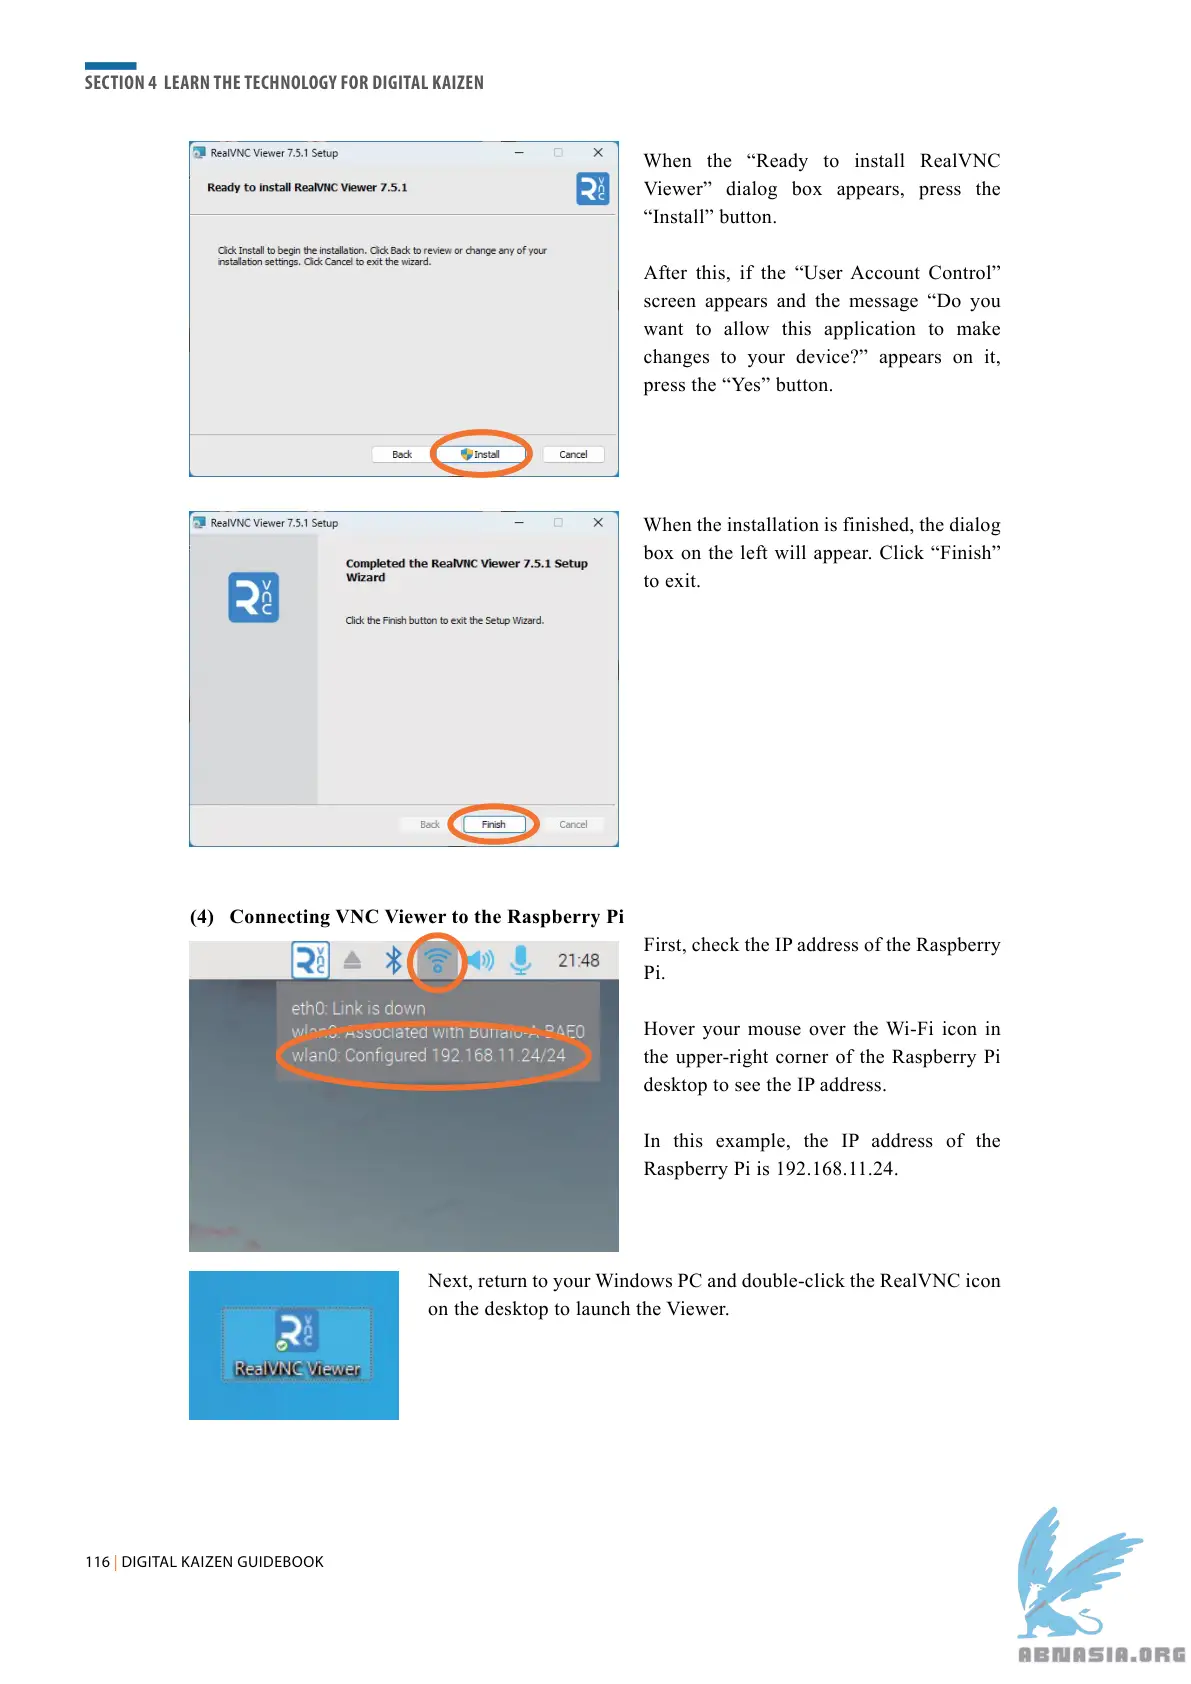 SECTION 4 LEARN THE TECHNOLOGY FOR DIGITAL KAIZEN
RealVNC Viewer 7.5.1 Setup
Ready to install RealVNC Viewer 7.5.1
Click Install to begin the installation. Click Back to review or change any of your
installation settings. Click Cancel to exit the wizard.
Back
Install
Cancel
When the “Ready to install RealVNC
Viewer” dialog box appears, press the
“Install” button.
After this, if the “User Account Control”
screen appears and the message “Do you
want to allow this application to make
changes to your device?” appears on it,
press the “Yes” button.
RealVNC Viewer 7.5.1 Setup
Completed the RealVNC Viewer 7.5.1 Setup
Wizard
Click the Finish button to exit the Setup Wizard.
Back
Finish
Cancel
When the installation is finished, the dialog
box on the left will appear. Click “Finish”
to exit.
(4) Connecting VNC Viewer to the Raspberry Pi
21:48
eth0: Link is down
wlan0: Associated with Buffalo-A-BAE0
wlan0: Configured 192.168.11.24/24
First, check the IP address of the Raspberry
Pi.
Hover your mouse over the Wi-Fi icon in
the upper-right corner of the Raspberry Pi
desktop to see the IP address.
In this example, the IP address of the
Raspberry Pi is 192.168.11.24.
RealVNC Viewer
Next, return to your Windows PC and double-click the RealVNC icon
on the desktop to launch the Viewer.
116 | DIGITAL KAIZEN GUIDEBOOK
ABNASIA.ORG